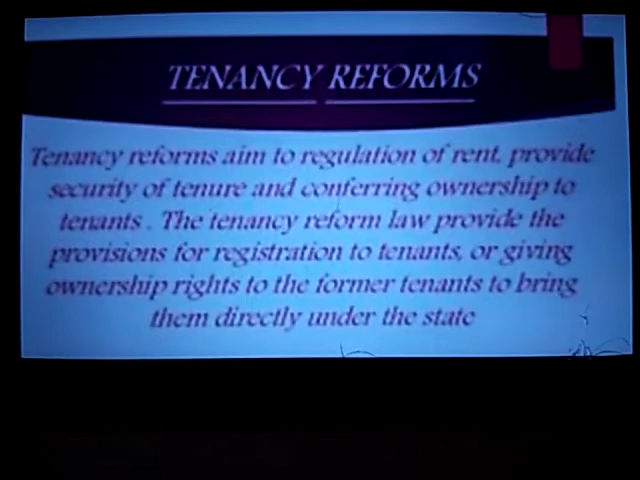 TENANCY REFORMS
Tenancy reforms aim to regulation of rent, provide
security of tenure and conferring ownership to
tenants . The tenancy reform law provide the
provisions for registration to tenants, or giving
ownership rights to the former tenants to bring
them directly under the state